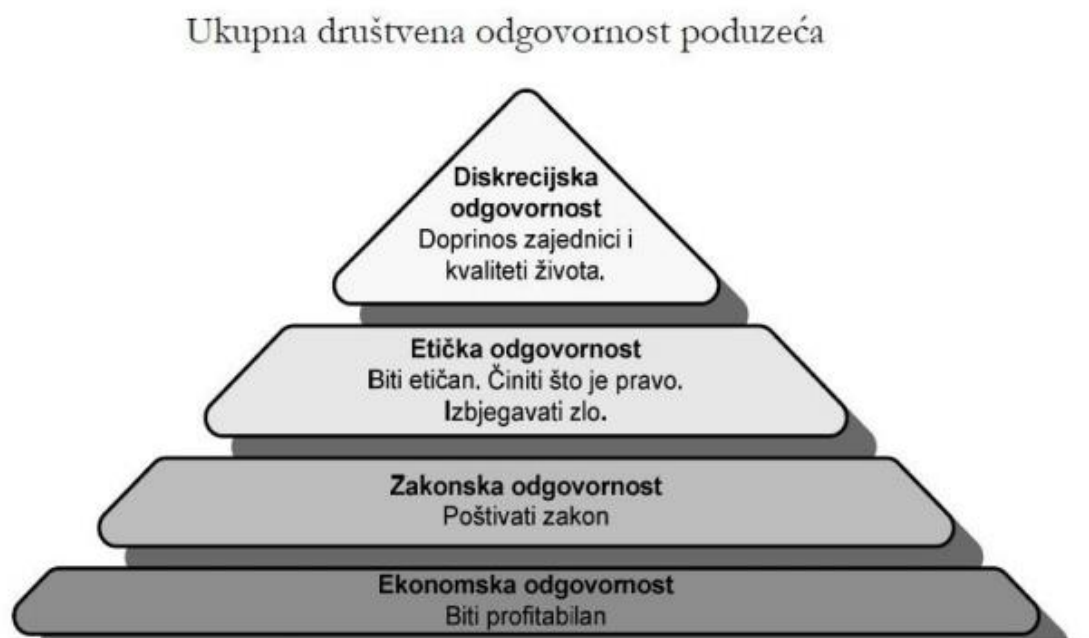 Ukupna društvena odgovornost poduzeća
Diskrecijska
odgovornost
Doprinos zajednici i
kvaliteti života.
Etička odgovornost
Biti etičan. Činiti što je pravo.
Izbjegavati zlo.
Zakonska odgovornost
Poštivati zakon
Ekonomska odgovornost
Biti profitabilan